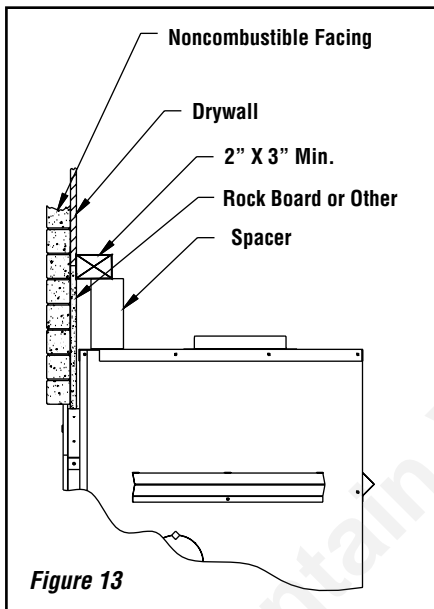 Noncombustible Facing
Drywall
2” X 3” Min.
Rock Board or Other
Spacer
Figure 13